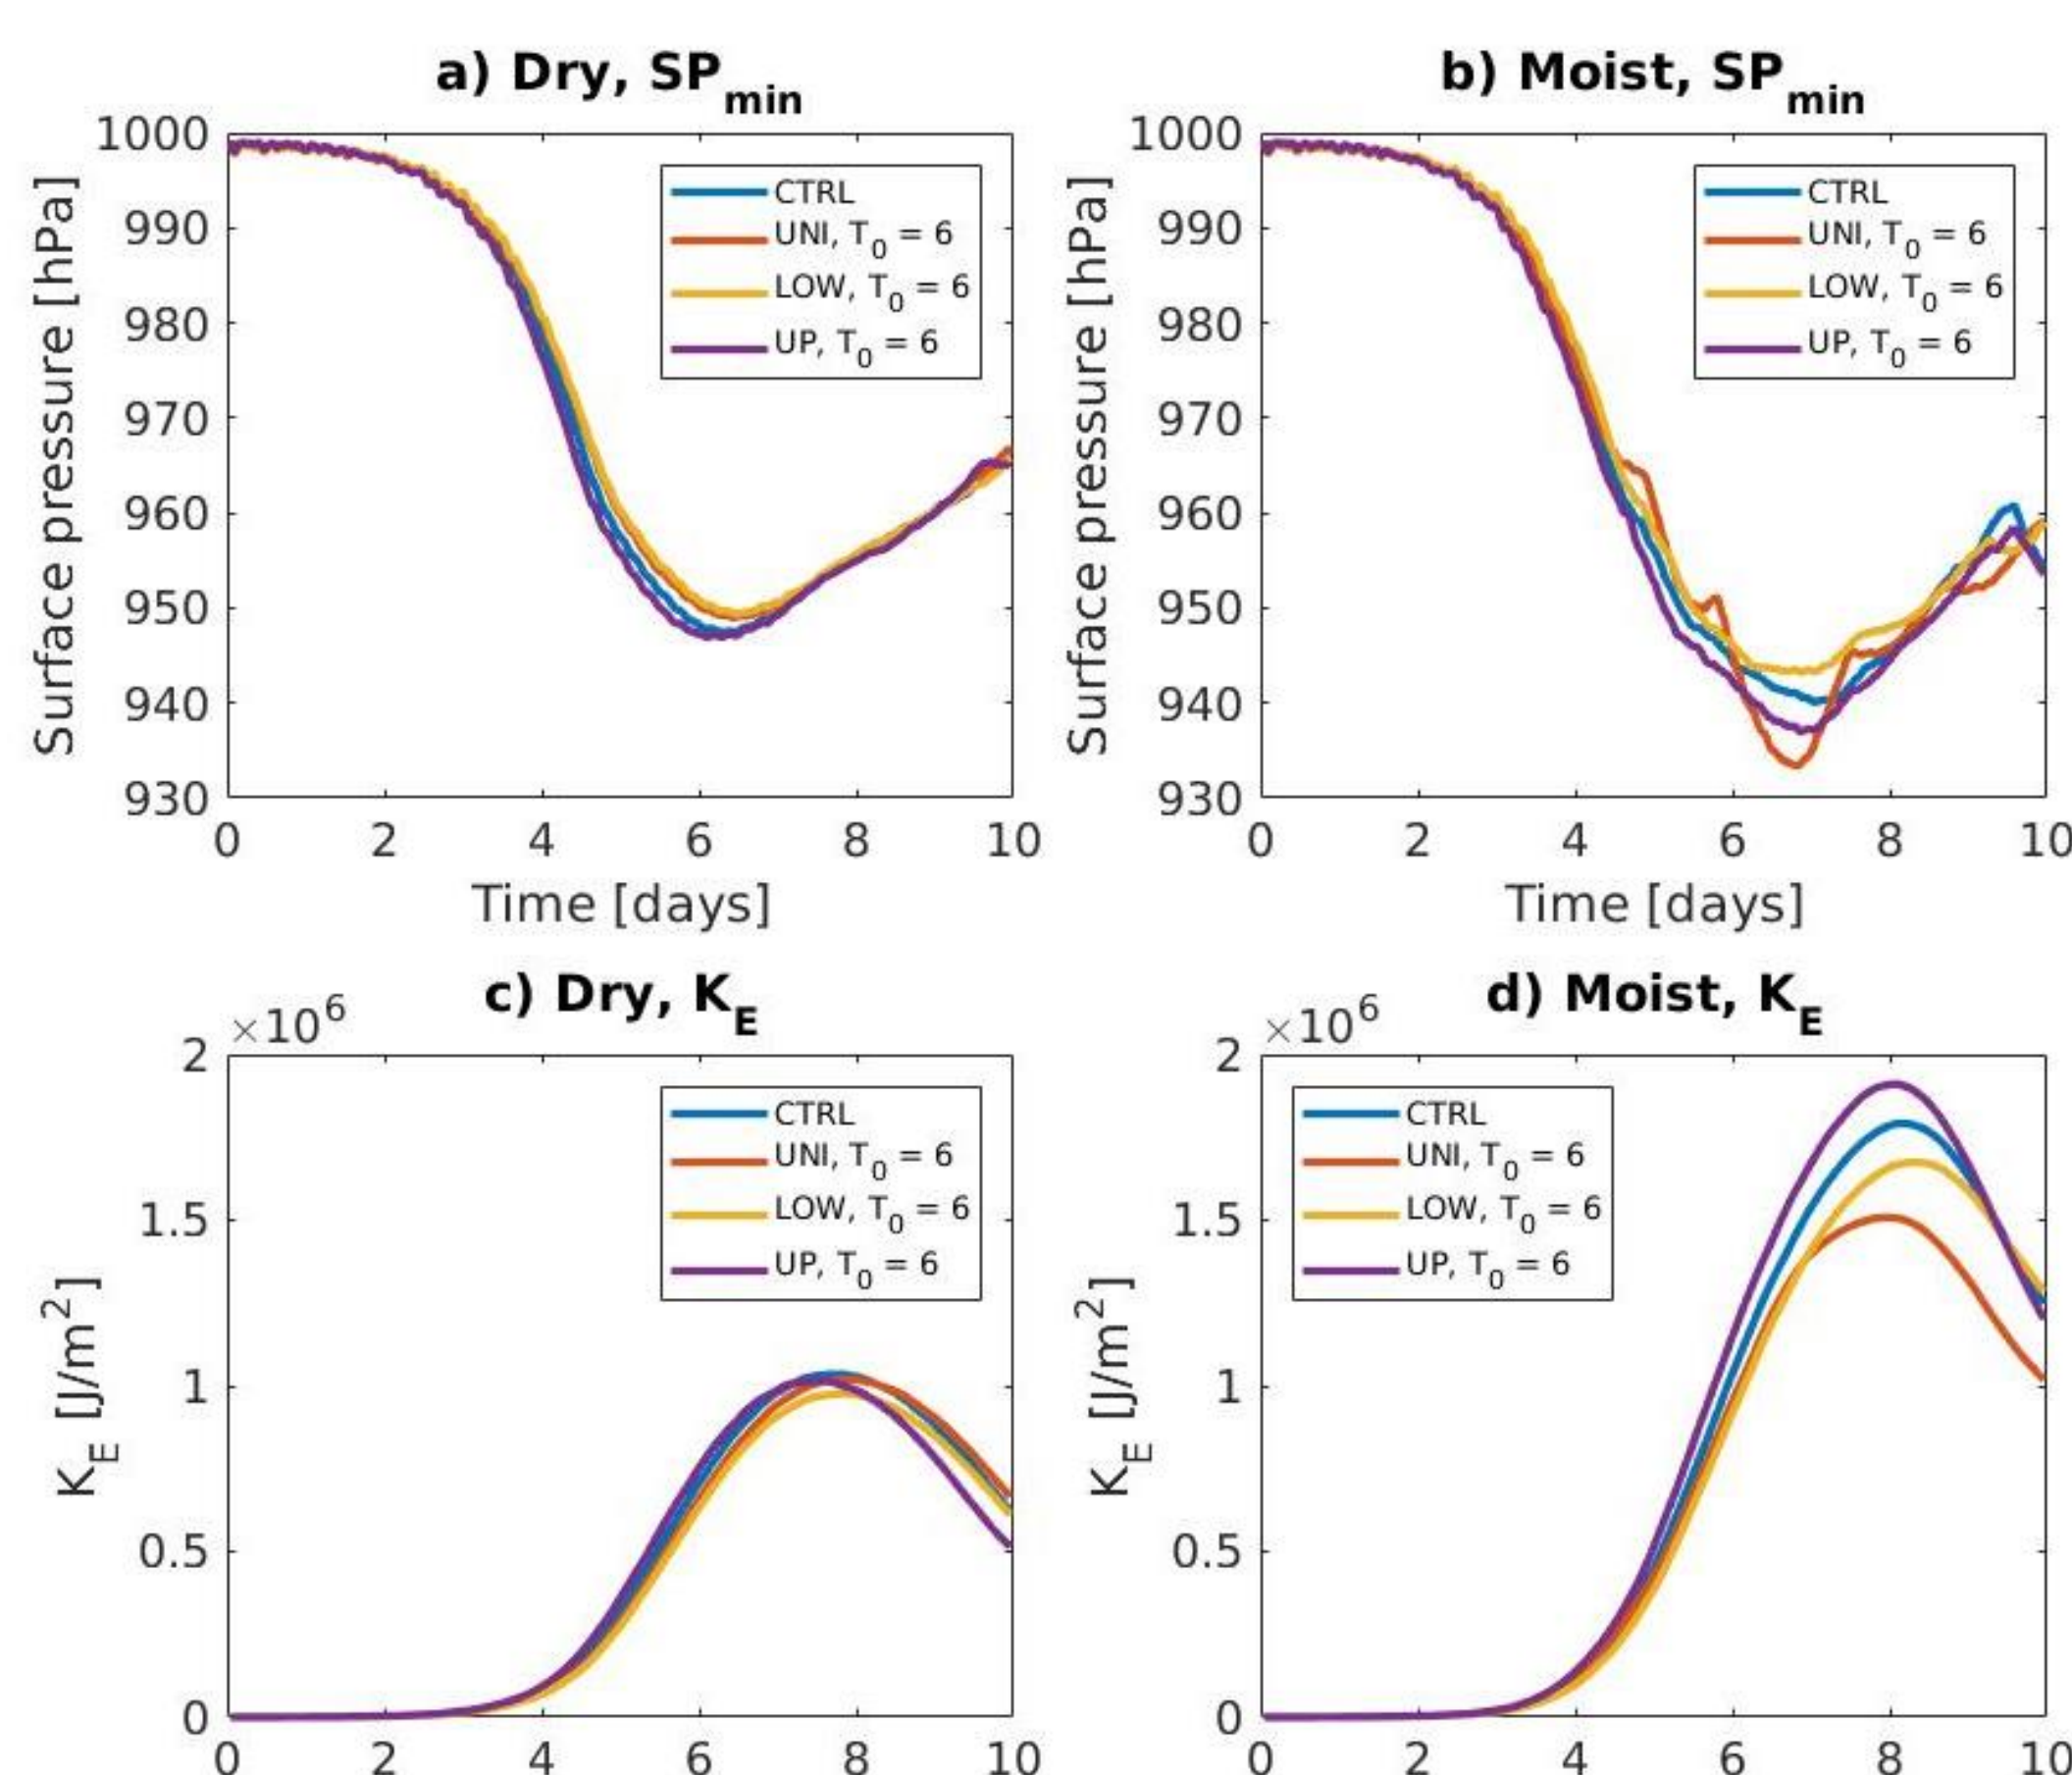 a) Dry, SPmin
1000
990
980
970
960
950
940
930
Surface pressure [hPa]
CTRL
UNI, T0 = 6
LOW, T0 = 6
UP, T0 = 6
0 2 4 6 8 10
Time [days]
b) Moist, SPmin
1000
990
980
970
960
950
940
930
Surface pressure [hPa]
CTRL
UNI, T0 = 6
LOW, T0 = 6
UP, T0 = 6
0 2 4 6 8 10
Time [days]
c) Dry, KE
×10^6
2
1.5
1
0.5
0
KE [J/m^2]
CTRL
UNI, T0 = 6
LOW, T0 = 6
UP, T0 = 6
0 2 4 6 8 10
d) Moist, KE
×10^6
2
1.5
1
0.5
0
KE [J/m^2]
CTRL
UNI, T0 = 6
LOW, T0 = 6
UP, T0 = 6
0 2 4 6 8 10